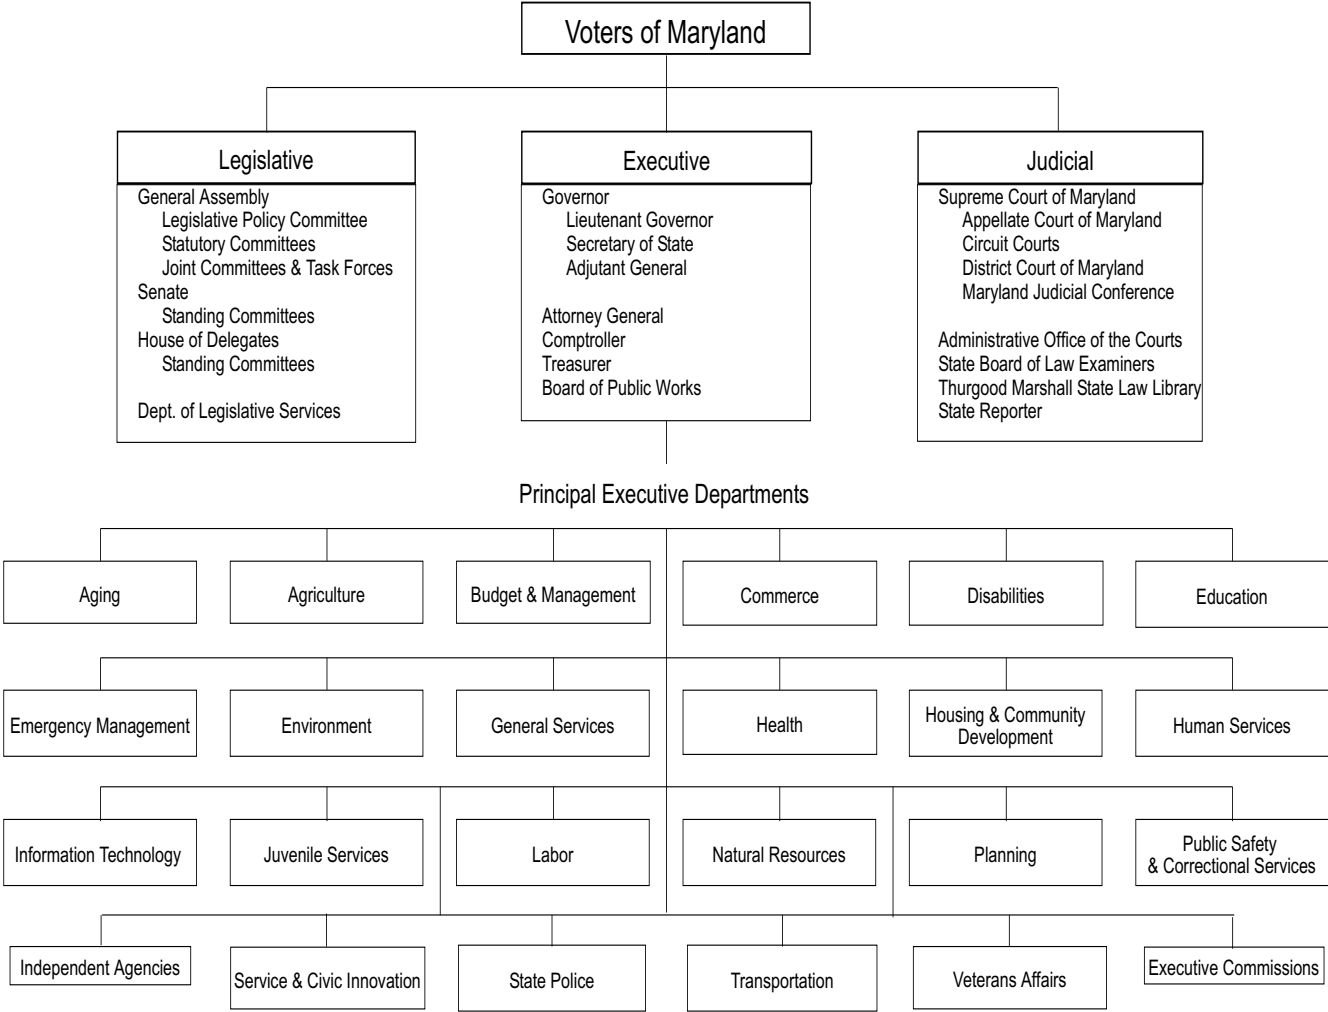 Voters of Maryland
Legislative
General Assembly
Legislative Policy Committee
Statutory Committees
Joint Committees & Task Forces
Senate
Standing Committees
House of Delegates
Standing Committees
Dept. of Legislative Services
Executive
Governor
Lieutenant Governor
Secretary of State
Adjutant General
Attorney General
Comptroller
Treasurer
Board of Public Works
Judicial
Supreme Court of Maryland
Appellate Court of Maryland
Circuit Courts
District Court of Maryland
Maryland Judicial Conference
Administrative Office of the Courts
State Board of Law Examiners
Thurgood Marshall State Law Library
State Reporter
Principal Executive Departments
Aging
Agriculture
Budget & Management
Commerce
Disabilities
Education
Emergency Management
Environment
General Services
Health
Housing & Community
Development
Human Services
Information Technology
Juvenile Services
Labor
Natural Resources
Planning
Public Safety
& Correctional Services
Independent Agencies
Service & Civic Innovation
State Police
Transportation
Veterans Affairs
Executive Commissions